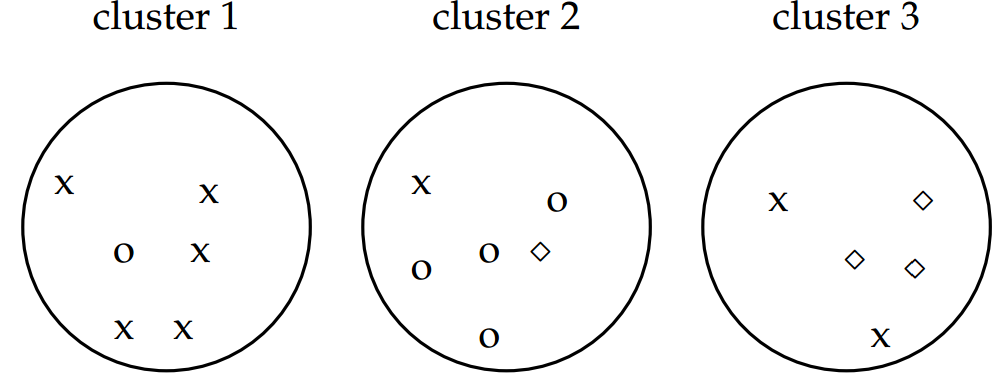 cluster 1 cluster 2 cluster 3
x x x o x ◇
o x o o ◇ ◇ ◇
x x o x